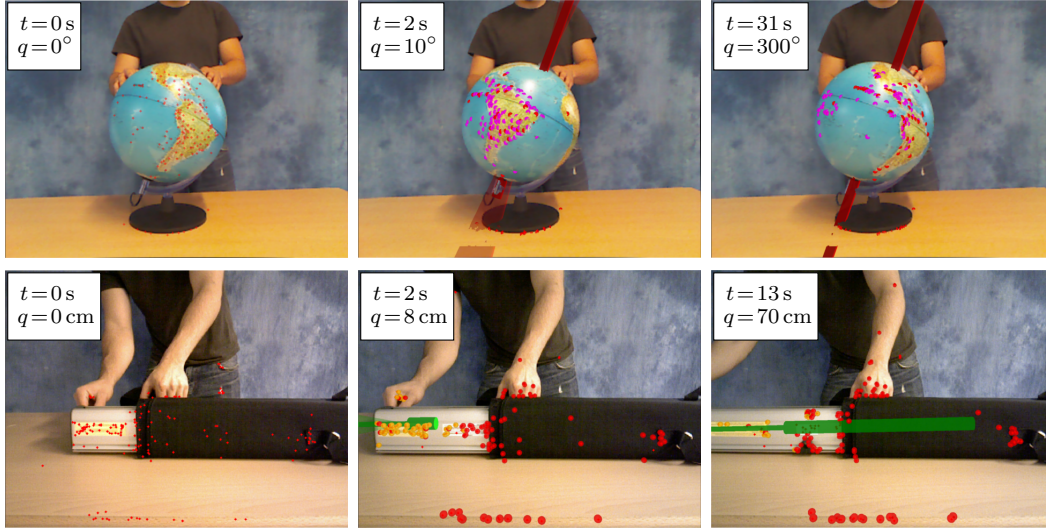 t=0 s
q=0°
t=2 s
q=10°
t=31 s
q=300°
t=0 s
q=0 cm
t=2 s
q=8 cm
t=13 s
q=70 cm